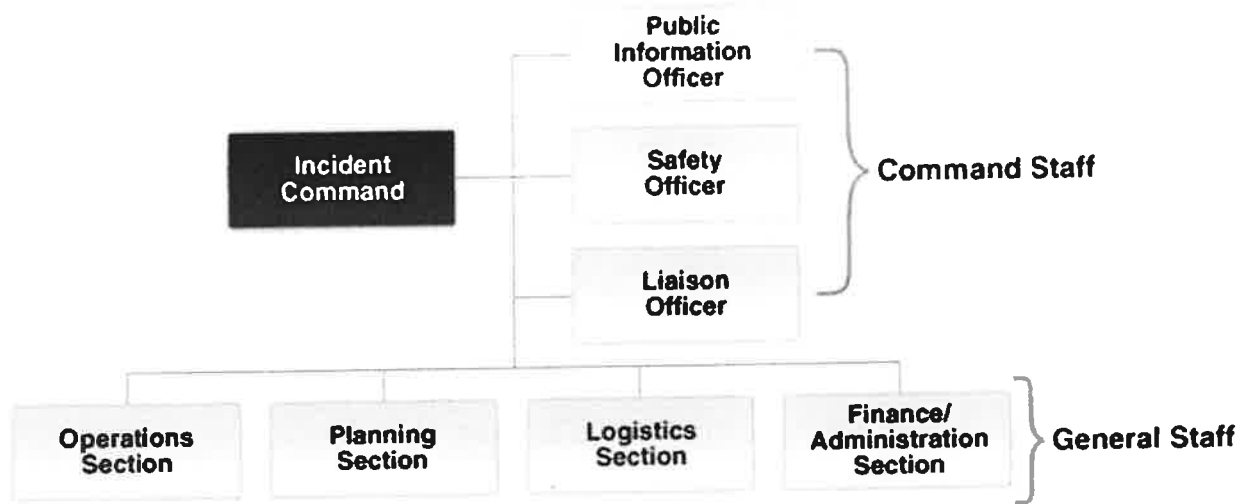 Public
Information
Officer
Incident
Command
Safety
Officer
Command Staff
Liaison
Officer
Operations
Section
Planning
Section
Logistics
Section
Finance/
Administration
Section
General Staff